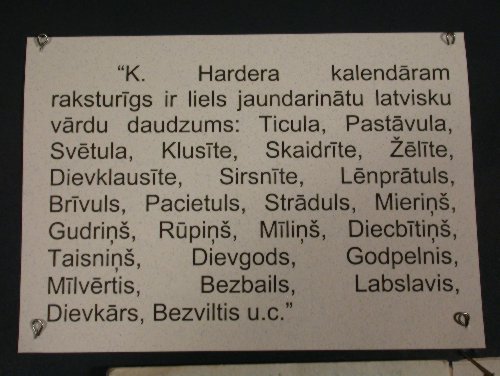 “K. Hardera kalendāram
raksturīgs ir liels jaundarinātu latvisku
vārdu daudzums: Ticula, Pastāvula,
Svētula, Klusīte, Skaidrīte, Žēlīte,
Dievklausīte, Sirsnīte, Lēnprātuls,
Brīvuls, Pacietuls, Strāduls, Mieriņš,
Gudriņš, Rūpiņš, Mīliņš, Diecbītiņš,
Taisniņš, Dievgods, Godpelnis,
Mīlvērtis, Bezbails, Labslavis,
Dievkārs, Bezviltis u.c.”